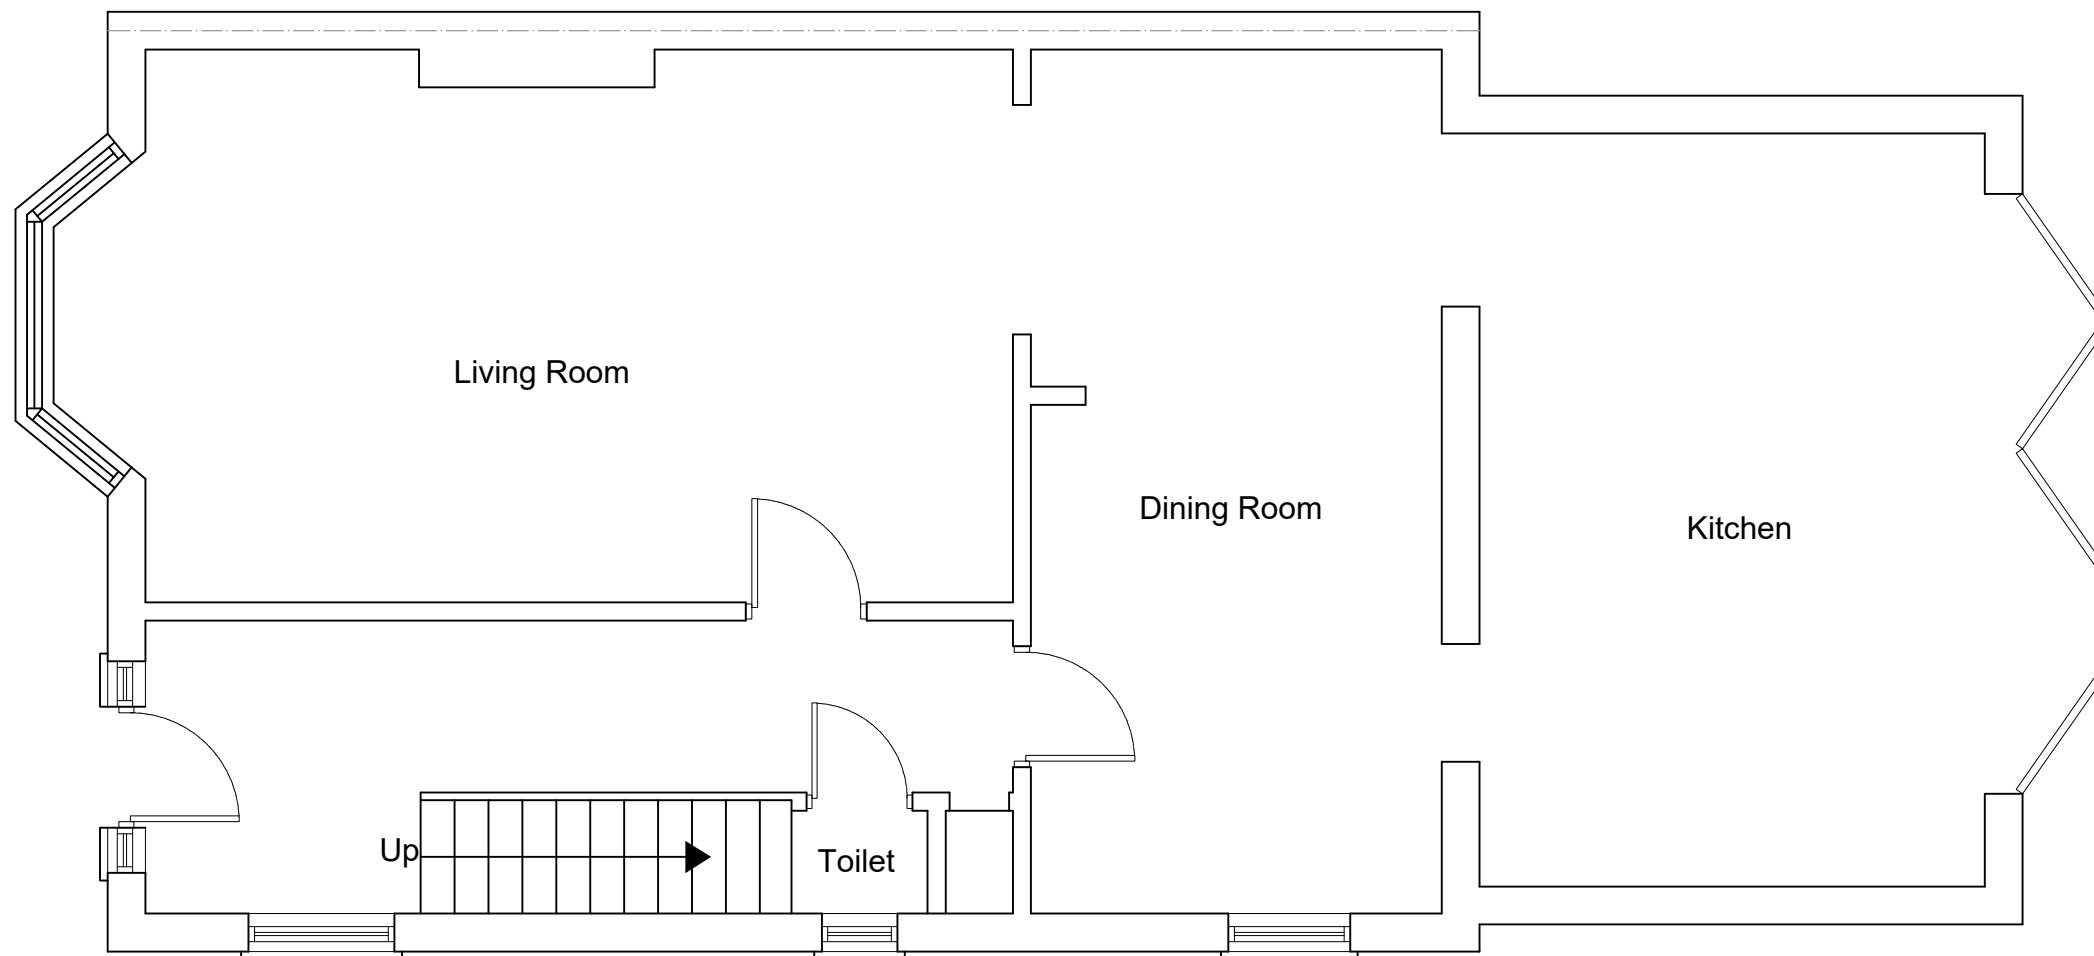 Living Room
Dining Room
Kitchen
Up
Toilet